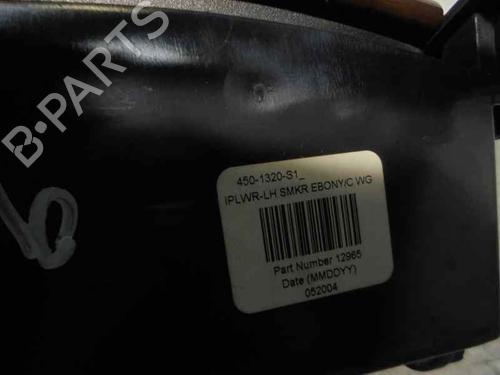 B-PARTS
450-1320-S1_
IPLWR-LH SMKR EBONY/C WG
Part Number 12965
Date (MMDDYY)
052004